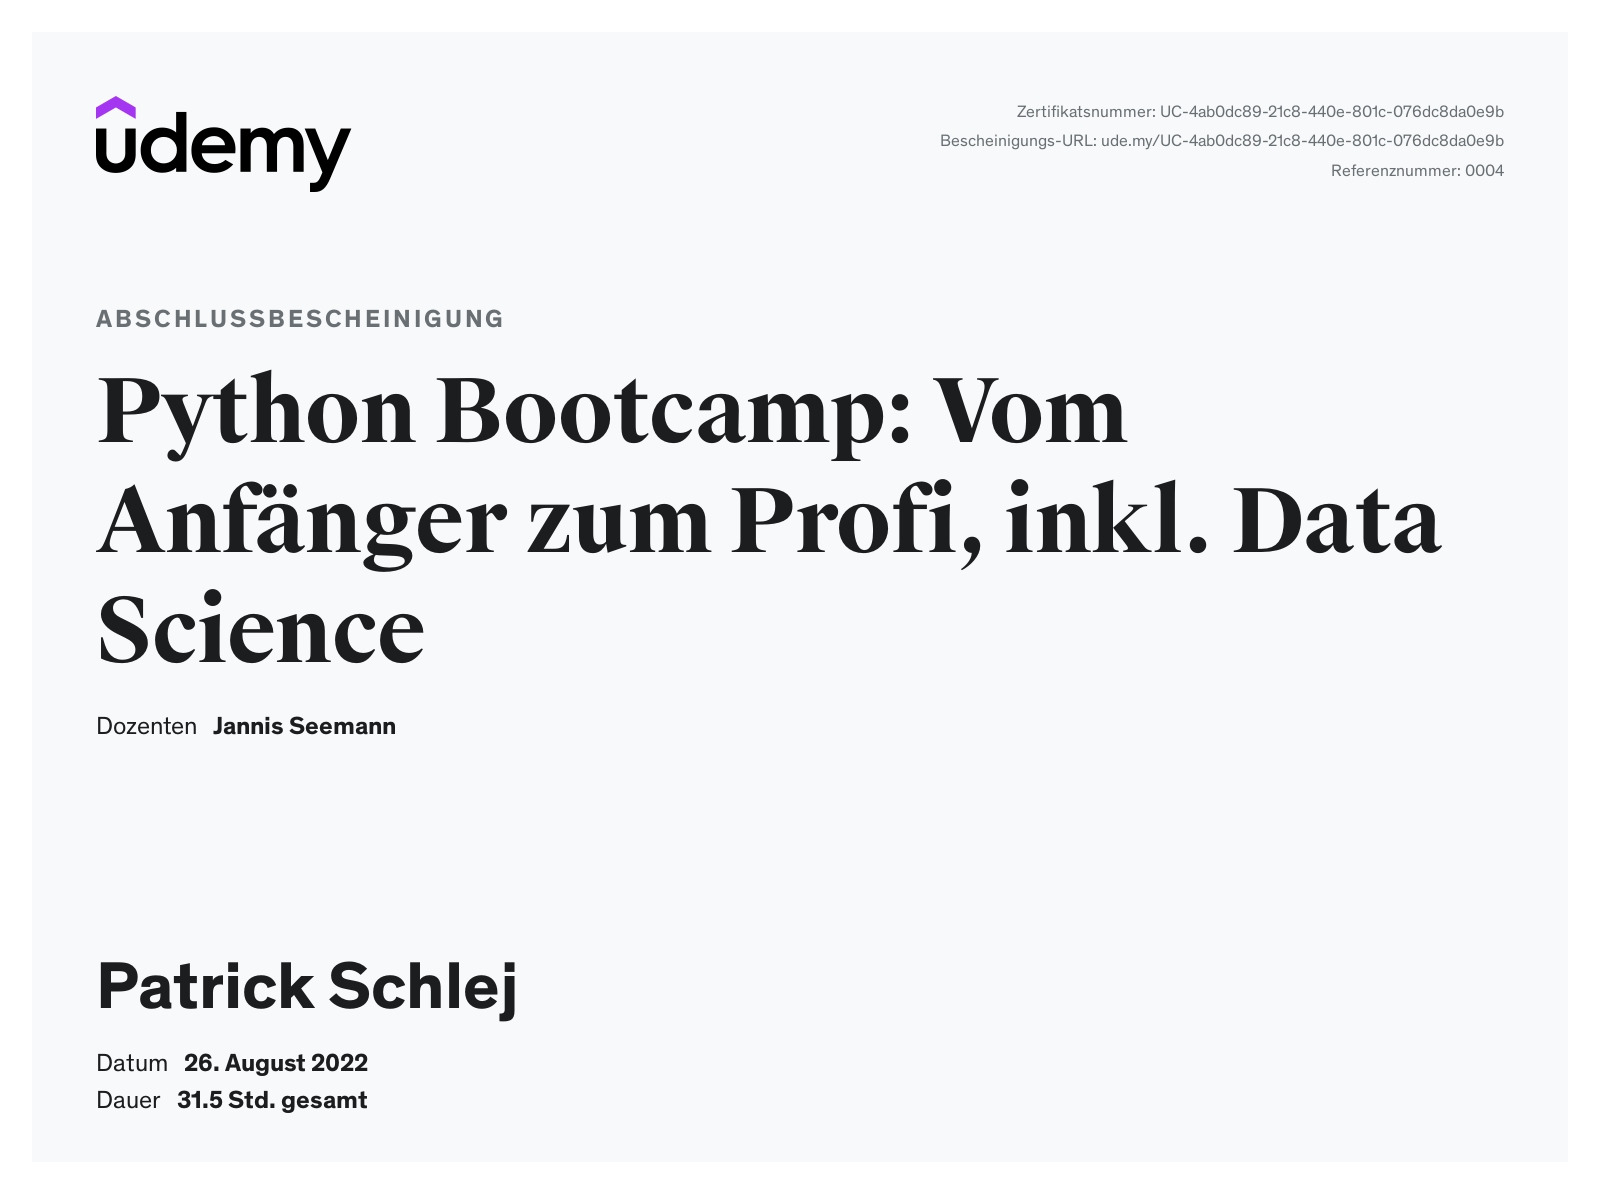 udemy
Zertifikatsnummer: UC-4ab0dc89-21c8-440e-801c-076dc8da0e9b
Bescheinigungs-URL: ude.my/UC-4ab0dc89-21c8-440e-801c-076dc8da0e9b
Referenznummer: 0004
ABSCHLUSSBESCHEINIGUNG
Python Bootcamp: Vom
Anfänger zum Profi, inkl. Data
Science
Dozenten Jannis Seemann
Patrick Schlej
Datum 26. August 2022
Dauer 31.5 Std. gesamt